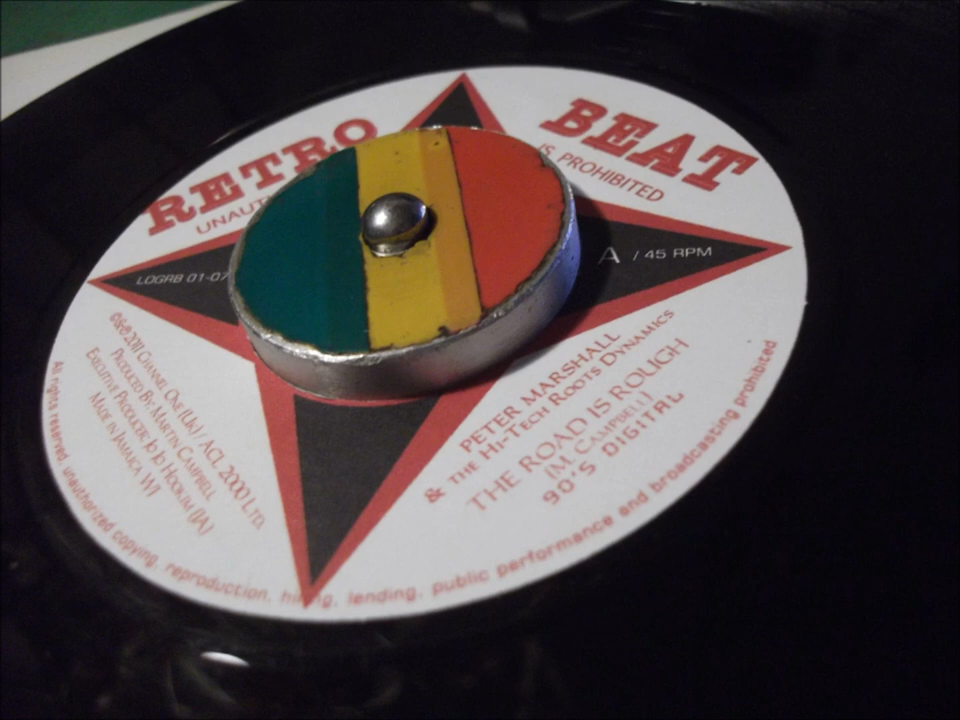 RETRO BEAT
IS PROHIBITED
LOGRB 01-07
A / 45 RPM
℗&© 2011 CHANNEL ONE (UK) / ACL 2000 LTD.
PRODUCED BY: MARTIN CAMPBELL
EXECUTIVE PRODUCER: JO JO HOOKIM (JA)
MADE IN JAMAICA, WI
PETER MARSHALL
& THE HI-TECH ROOTS DYNAMICS
THE ROAD IS ROUGH
(M. CAMPBELL)
90'S DIGITAL
All rights reserved, unauthorized copying, reproduction, hiring, lending, public performance and broadcasting prohibited